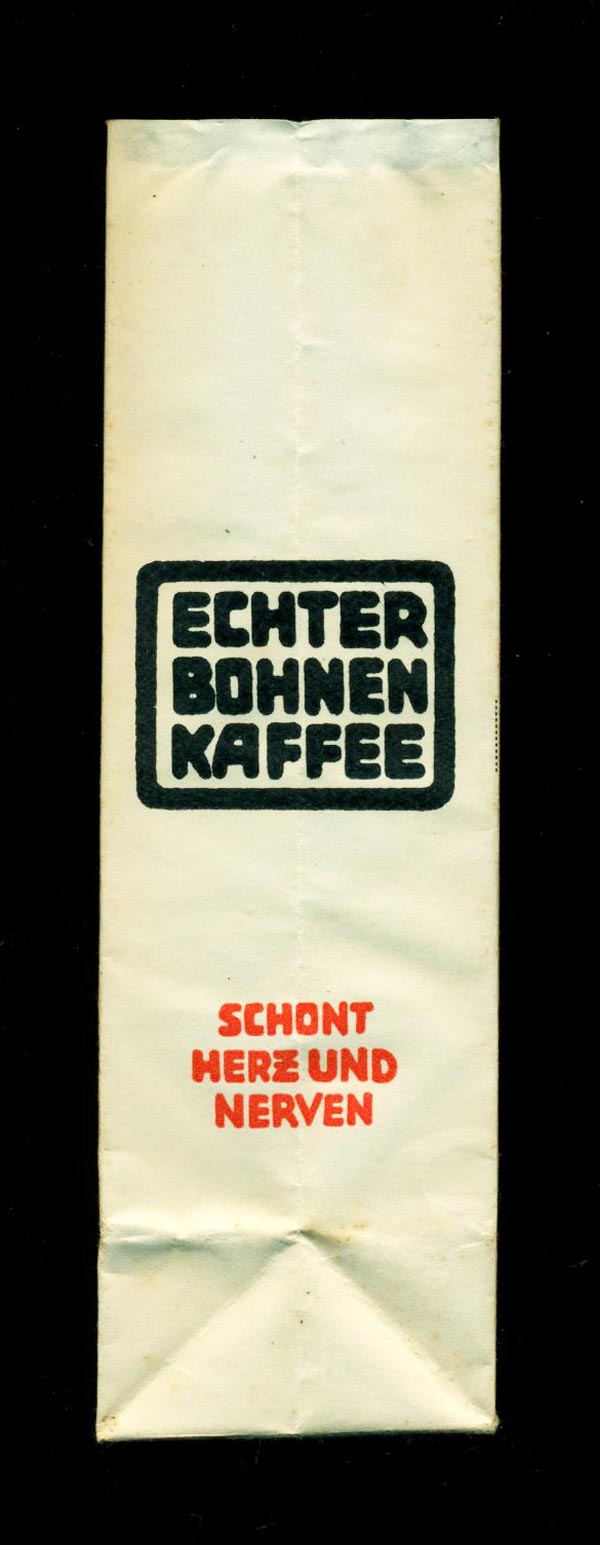 ECHTER
BOHNEN
KAFFEE
SCHONT
HERZ UND
NERVEN